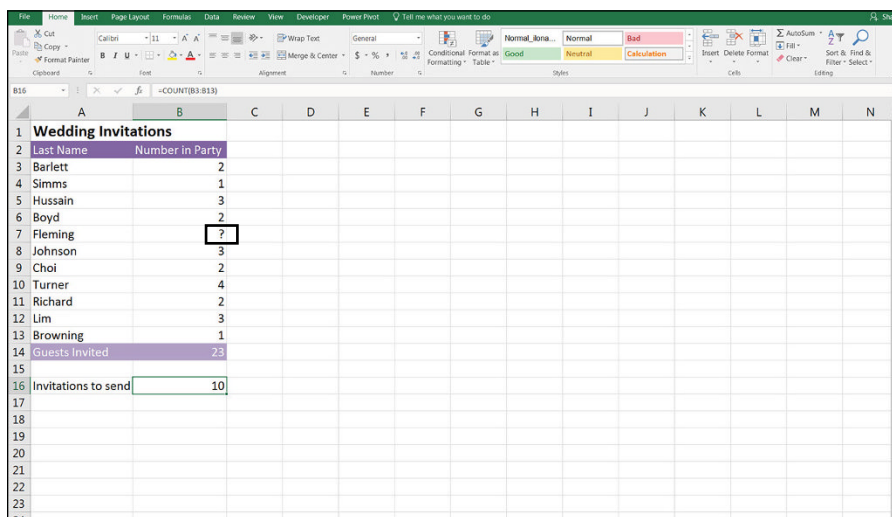 File Home Insert Page Layout Formulas Data Review View Developer Power Pivot Tell me what you want to do Sha
Cut Calibri 11 A A Wrap Text General Normal_ilona... Normal Bad AutoSum
Copy Fill
Paste Format Painter B I U A Merge & Center $ % , Conditional Formatting Format as Table Good Neutral Calculation Insert Delete Format Clear Sort & Filter Find & Select
Clipboard Font Alignment Number Styles Cells Editing
B16 fx =COUNT(B3:B13)
A B C D E F G H I J K L M N
1 Wedding Invitations
2 Last Name Number in Party
3 Barlett 2
4 Simms 1
5 Hussain 3
6 Boyd 2
7 Fleming ?
8 Johnson 3
9 Choi 2
10 Turner 4
11 Richard 2
12 Lim 3
13 Browning 1
14 Guests Invited 23
15
16 Invitations to send 10
17
18
19
20
21
22
23